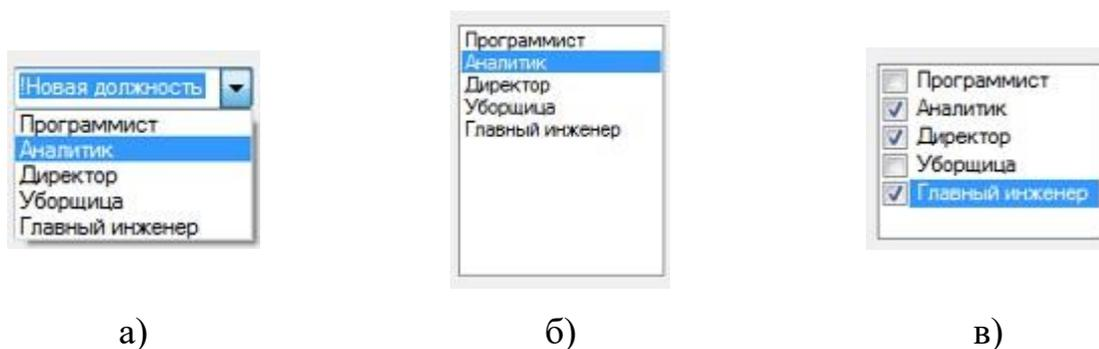 !Новая должность
Программист
Аналитик
Директор
Уборщица
Главный инженер
Программист
Аналитик
Директор
Уборщица
Главный инженер
Программист
Аналитик
Директор
Уборщица
Главный инженер
а)
б)
в)